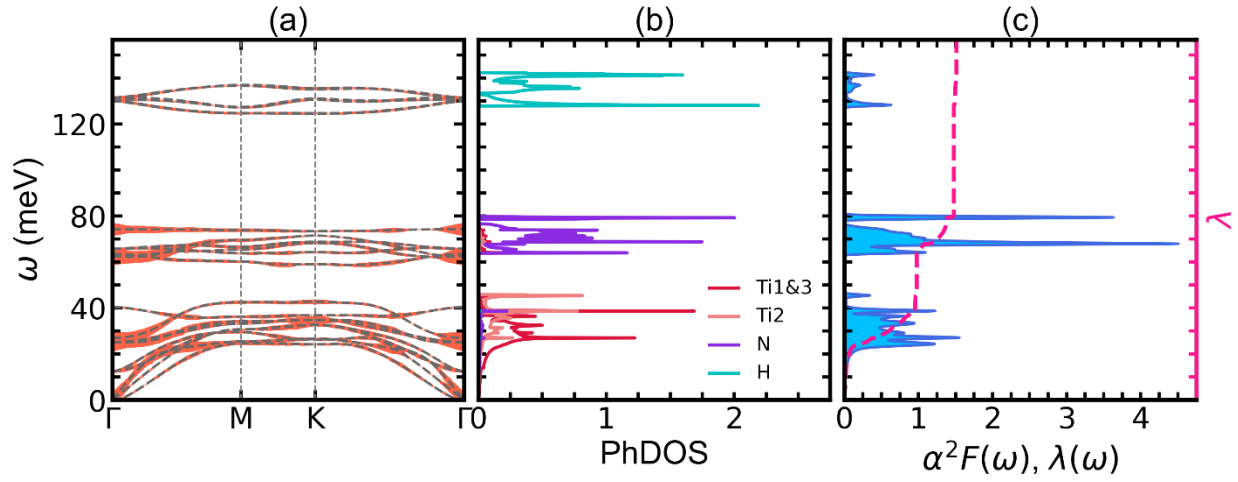 (a) (b) (c)
ω (meV)
120
80
40
0
Γ M K Γ
Ti1&3
Ti2
N
H
0 1 2
PhDOS
0 1 2 3 4
α²F(ω), λ(ω)
λ